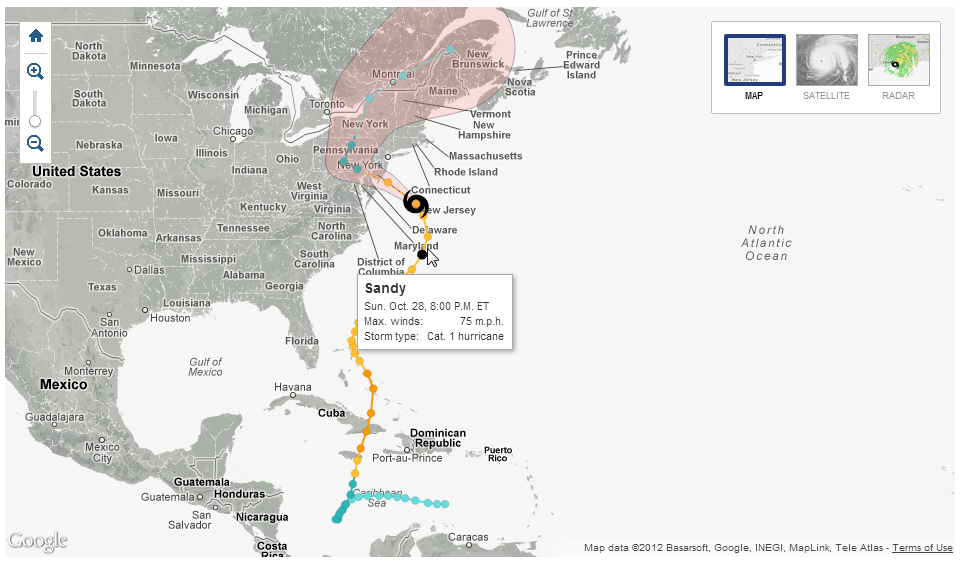 Gulf of St
Lawrence
North
Dakota
Minnesota
Montreal
New
Brunswick
Prince
Edward
Island
Nova
Scotia
Maine
South
Dakota
Wisconsin
Michigan
Toronto
Vermont
New
Hampshire
New York
Massachusetts
Rhode Island
Connecticut
New Jersey
Delaware
Maryland
District of
Columbia
Chicago
Iowa
Nebraska
Illinois
Indiana
Ohio
Pennsylvania
New York
United States
Colorado
Kansas
Missouri
West
Virginia
Kentucky
Virginia
Oklahoma
Arkansas
Tennessee
North
Carolina
New
Mexico
Dallas
Mississippi
Alabama
South
Carolina
Georgia
Texas
Louisiana
Houston
San
Antonio
Florida
Gulf of
Mexico
Monterrey
Mexico
Guadalajara
Mexico
City
Havana
Cuba
Dominican
Republic
Port-au-Prince
Puerto
Rico
Guatemala
Honduras
Guatemala
San
Salvador
Nicaragua
Costa
Rica
Caribbean
Sea
Caracas
North
Atlantic
Ocean
Sandy
Sun. Oct. 28, 8:00 P.M. ET
Max. winds: 75 m.p.h.
Storm type: Cat. 1 hurricane
MAP
SATELLITE
RADAR
Google
Map data ©2012 Basarsoft, Google, INEGI, MapLink, Tele Atlas - Terms of Use